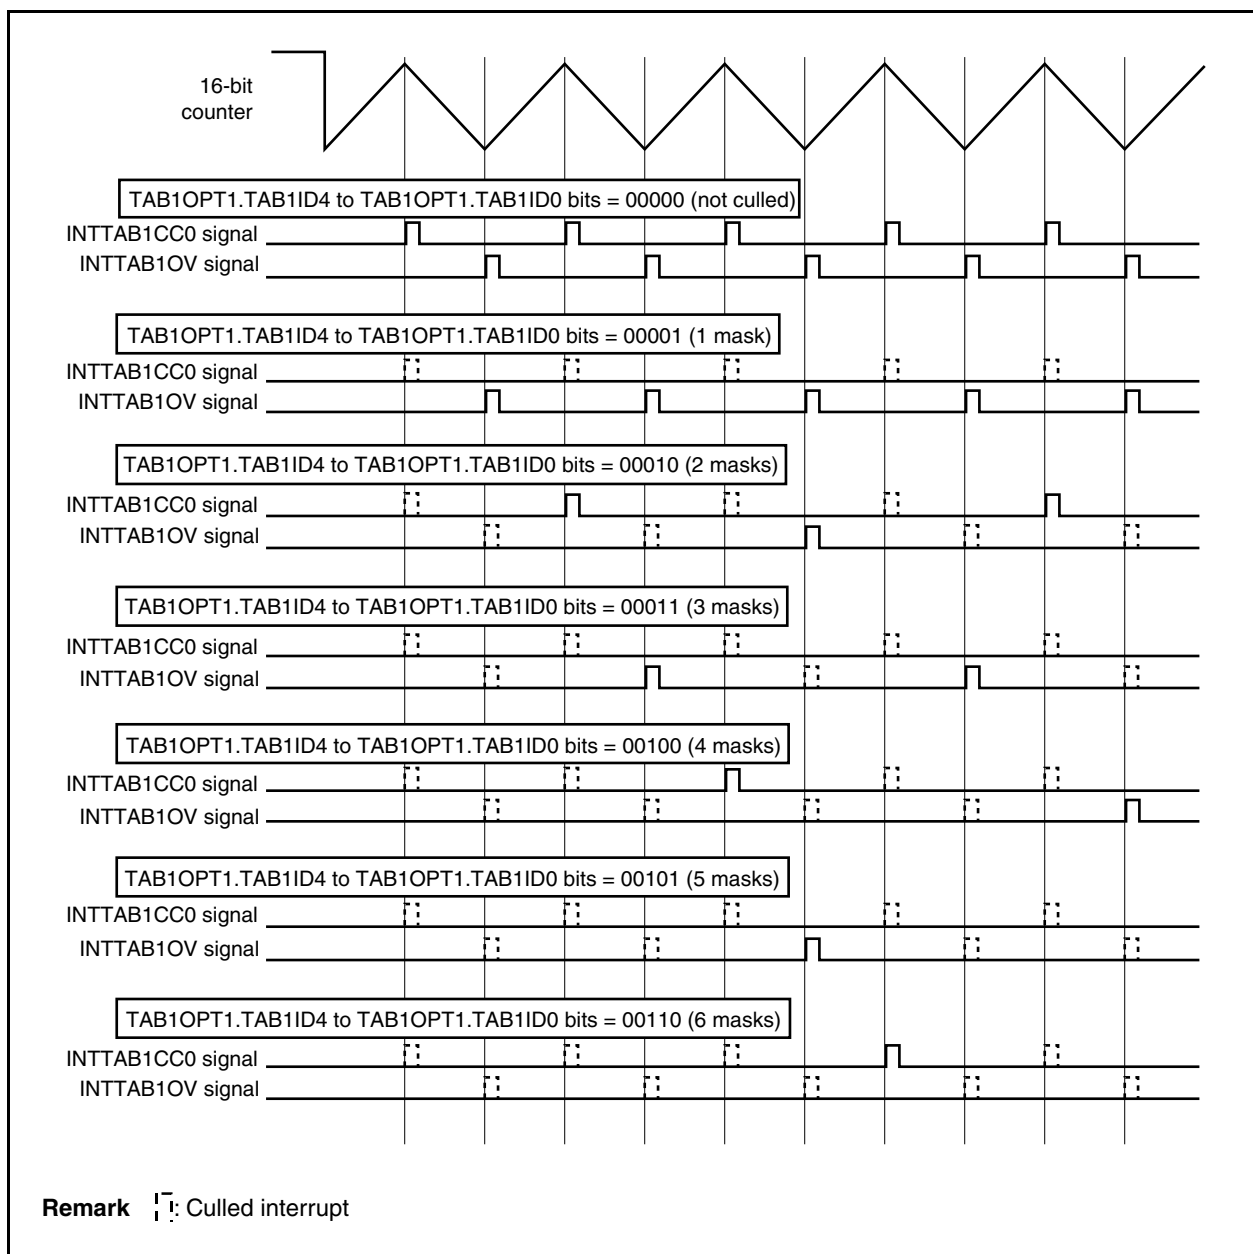 16-bit
counter
TAB1OPT1.TAB1ID4 to TAB1OPT1.TAB1ID0 bits = 00000 (not culled)
INTTAB1CC0 signal
INTTAB1OV signal
TAB1OPT1.TAB1ID4 to TAB1OPT1.TAB1ID0 bits = 00001 (1 mask)
INTTAB1CC0 signal
INTTAB1OV signal
TAB1OPT1.TAB1ID4 to TAB1OPT1.TAB1ID0 bits = 00010 (2 masks)
INTTAB1CC0 signal
INTTAB1OV signal
TAB1OPT1.TAB1ID4 to TAB1OPT1.TAB1ID0 bits = 00011 (3 masks)
INTTAB1CC0 signal
INTTAB1OV signal
TAB1OPT1.TAB1ID4 to TAB1OPT1.TAB1ID0 bits = 00100 (4 masks)
INTTAB1CC0 signal
INTTAB1OV signal
TAB1OPT1.TAB1ID4 to TAB1OPT1.TAB1ID0 bits = 00101 (5 masks)
INTTAB1CC0 signal
INTTAB1OV signal
TAB1OPT1.TAB1ID4 to TAB1OPT1.TAB1ID0 bits = 00110 (6 masks)
INTTAB1CC0 signal
INTTAB1OV signal
Remark : Culled interrupt